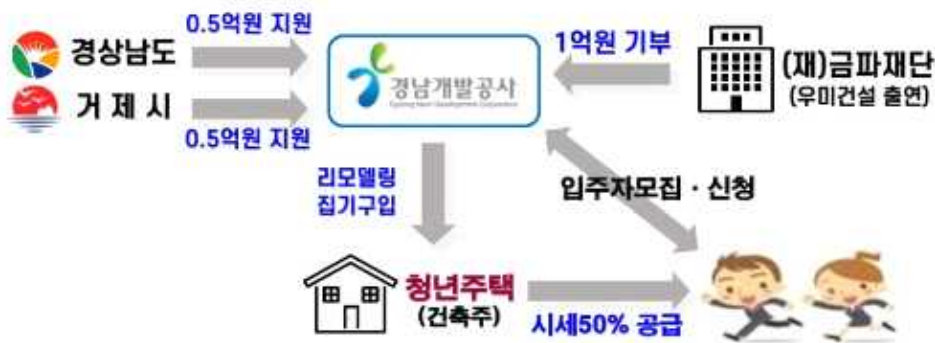 0.5억원 지원
경상남도
거제시
0.5억원 지원
경남개발공사
1억원 기부
(재)금파재단
(우미건설 출연)
리모델링
집기구입
입주자모집 · 신청
청년주택
(건축주)
시세50% 공급